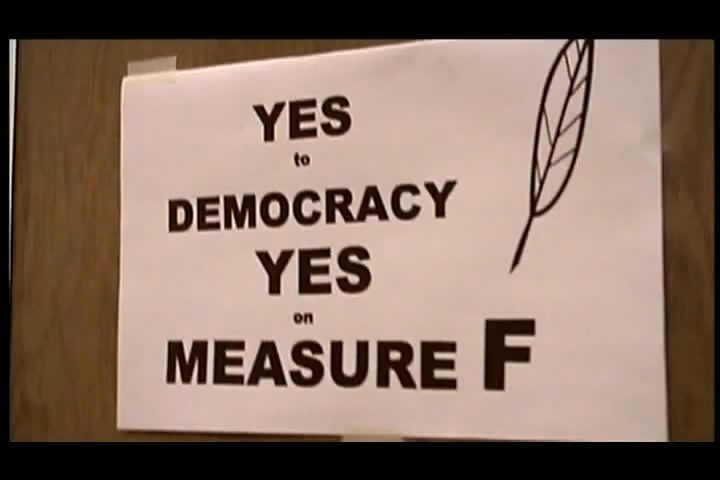 YES
to
DEMOCRACY
YES
on
MEASURE F